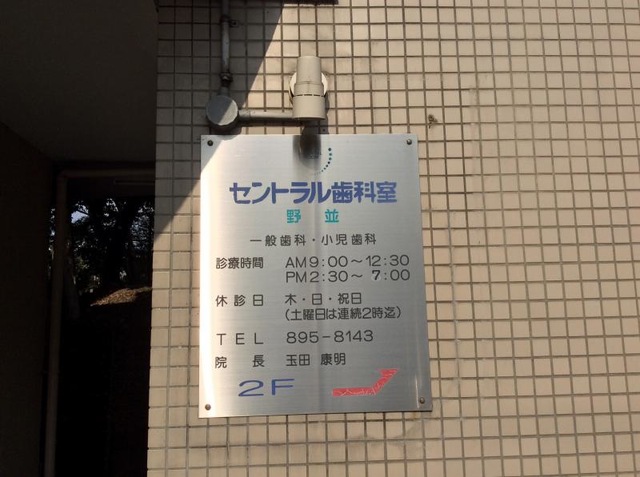 セントラル歯科室
野並
一般歯科・小児歯科
診療時間 AM9:00～12:30
PM2:30～7:00
休診日 木・日・祝日
(土曜日は連続2時迄)
TEL 895-8143
院長 玉田 康明
2F